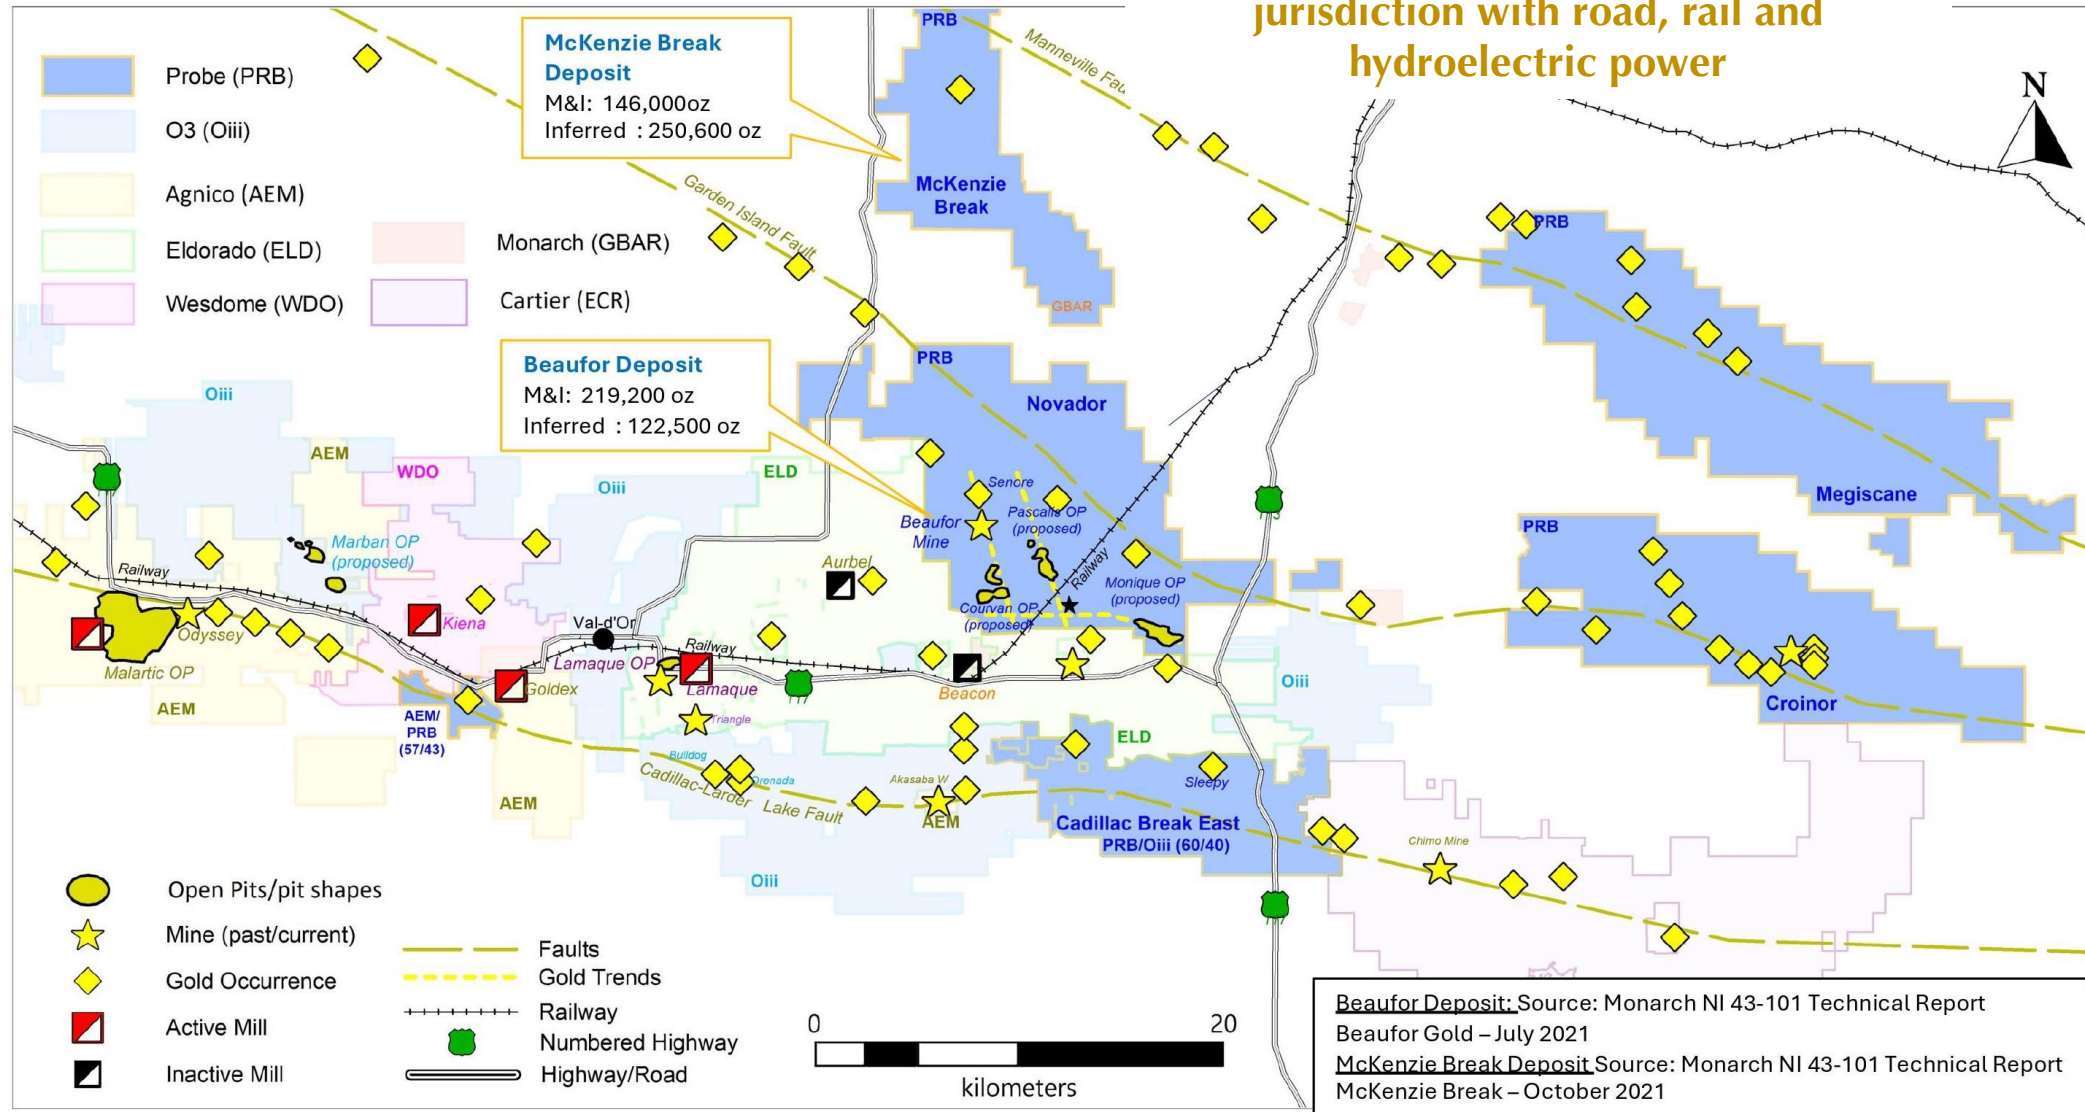 jurisdiction with road, rail and
hydroelectric power
N
Probe (PRB)
O3 (Oiii)
Agnico (AEM)
Eldorado (ELD)
Wesdome (WDO)
Monarch (GBAR)
Cartier (ECR)
McKenzie Break
Deposit
M&I: 146,000oz
Inferred : 250,600 oz
Beaufor Deposit
M&I: 219,200 oz
Inferred : 122,500 oz
PRB
Manneville Fau
McKenzie
Break
GBAR
Garden Island Fault
PRB
Megiscane
PRB
Novador
Senore
Pascalis OP
(proposed)
Beaufor
Mine
Railway
Monique OP
(proposed)
Courvan OP
(proposed)
Oiii
AEM
WDO
Oiii
ELD
Marban OP
(proposed)
Railway
Aurbel
Odyssey
Malartic OP
AEM
Kiena
Val-d'Or
Lamaque OP
Railway
Goldex
Lamaque
Triangle
Beacon
AEM/
PRB
(57/43)
AEM
Bulldog
Orenada
Cadillac-Larder Lake Fault
Akasaba W
AEM
Oiii
ELD
Sleepy
Cadillac Break East
PRB/Oiii (60/40)
Oiii
PRB
Croinor
Chimo Mine
Open Pits/pit shapes
Mine (past/current)
Gold Occurrence
Active Mill
Inactive Mill
Faults
Gold Trends
Railway
Numbered Highway
Highway/Road
0 20
kilometers
Beaufor Deposit: Source: Monarch NI 43-101 Technical Report
Beaufor Gold – July 2021
McKenzie Break Deposit Source: Monarch NI 43-101 Technical Report
McKenzie Break – October 2021